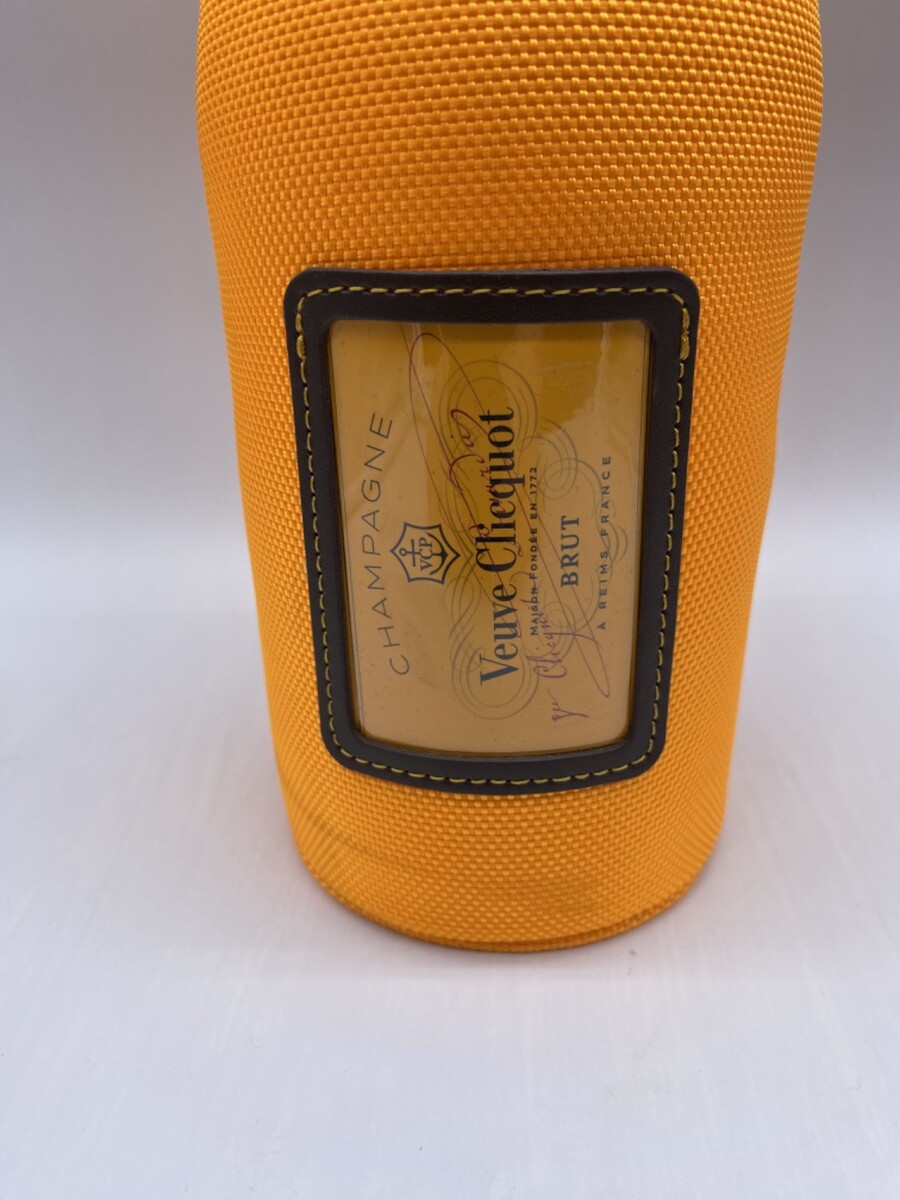 CHAMPAGNE
VCP
Veuve Clicquot
MAISON FONDÉE EN 1772
BRUT
À REIMS FRANCE